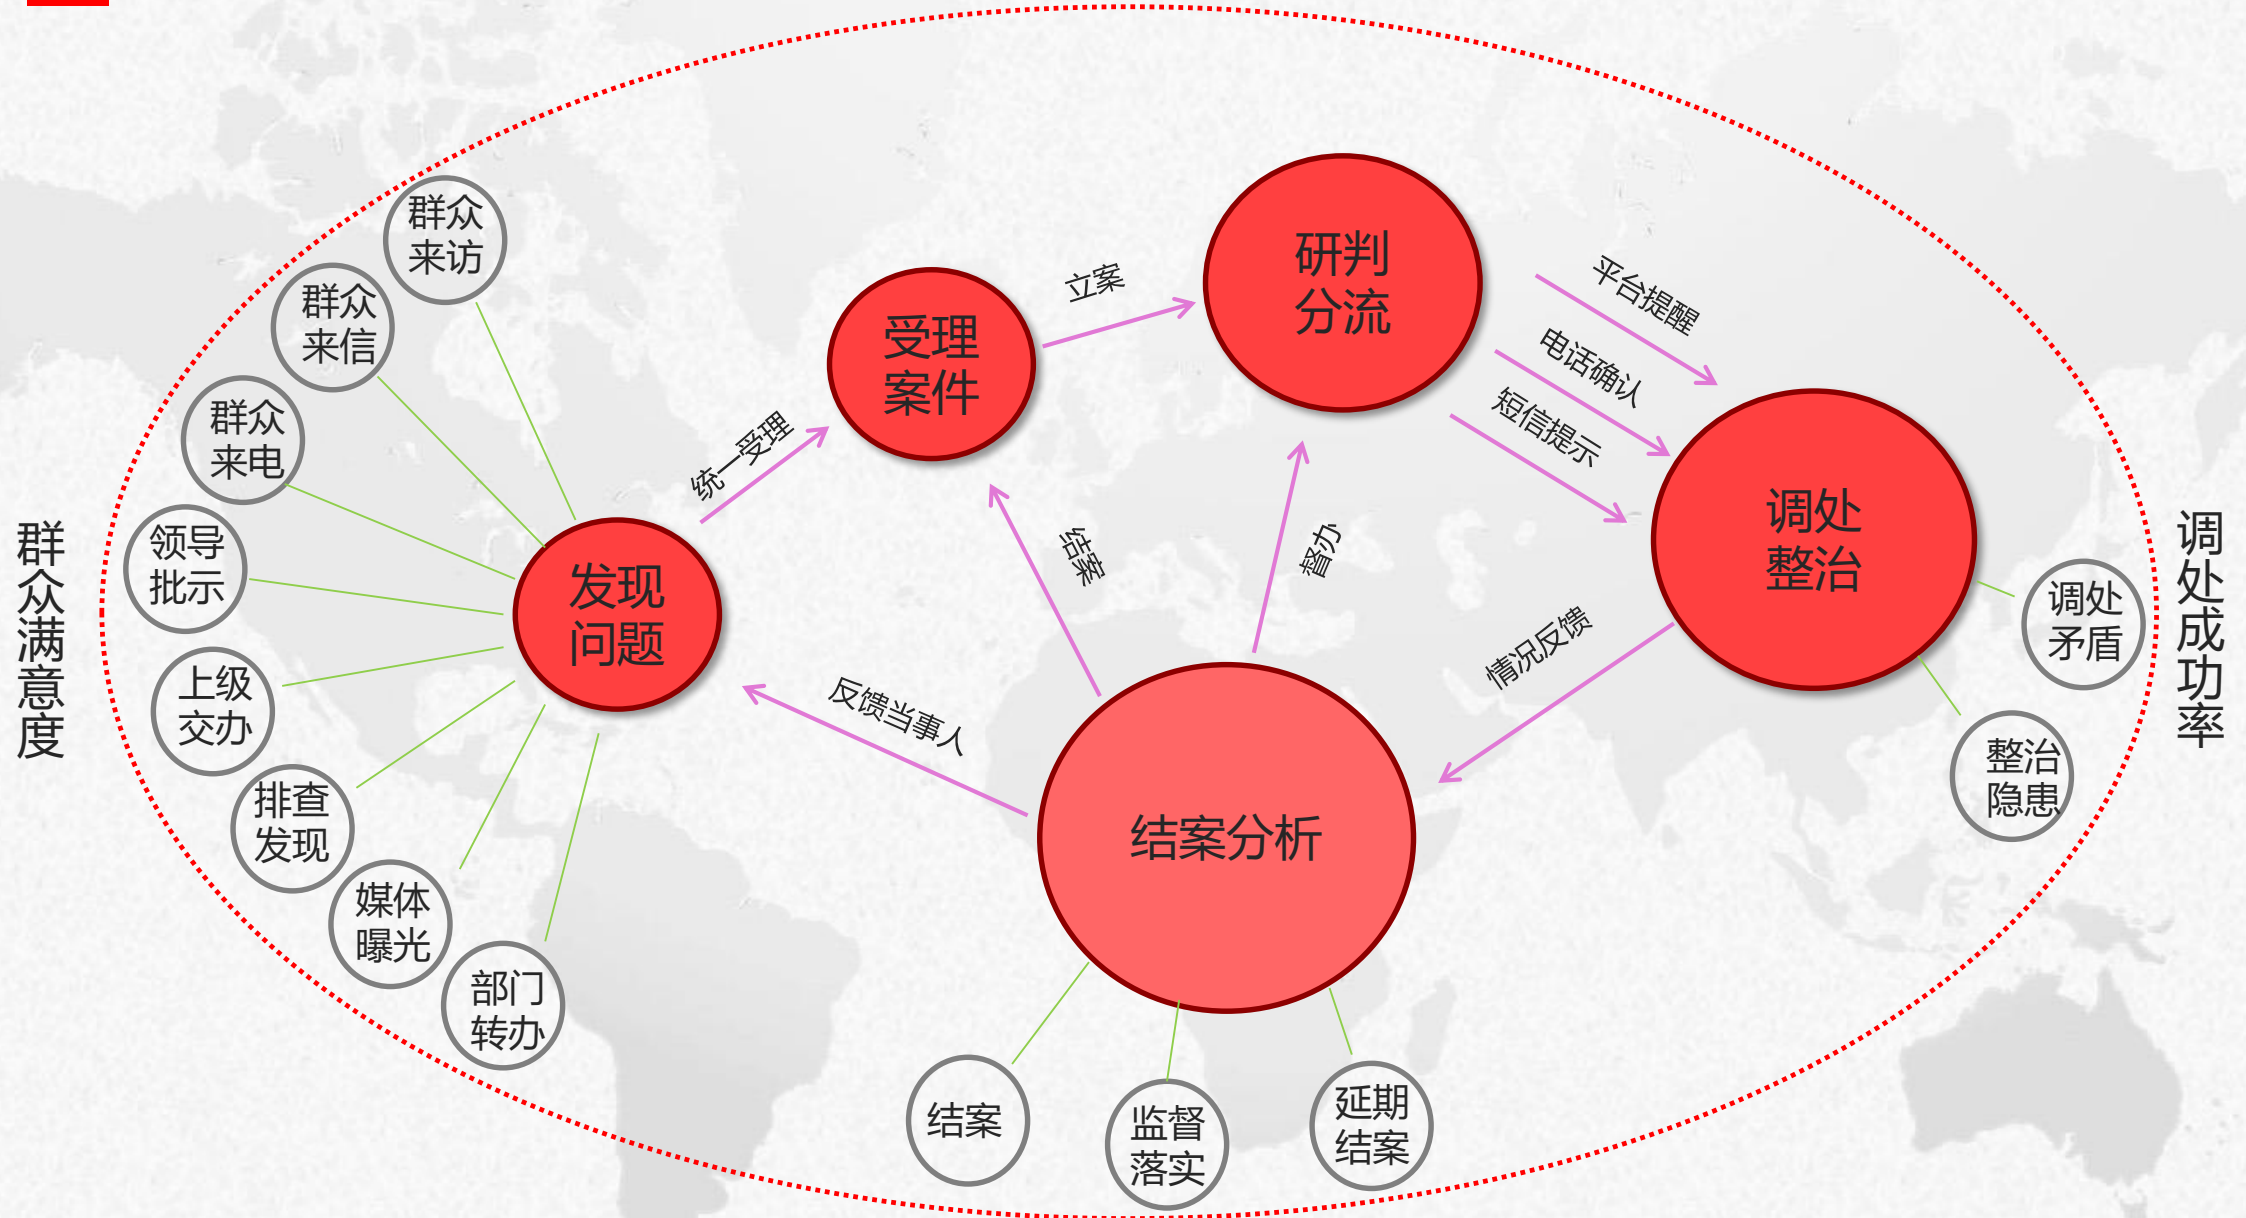 群众
来访
群众
来信
群众
来电
领导
批示
上级
交办
排查
发现
媒体
曝光
部门
转办
群众满意度
发现
问题
统一受理
受理
案件
立案
研判
分流
平台提醒
电话确认
短信提示
调处
整治
调处
矛盾
整治
隐患
调处成功率
情况反馈
督办
结案
反馈当事人
结案分析
结案
监督
落实
延期
结案